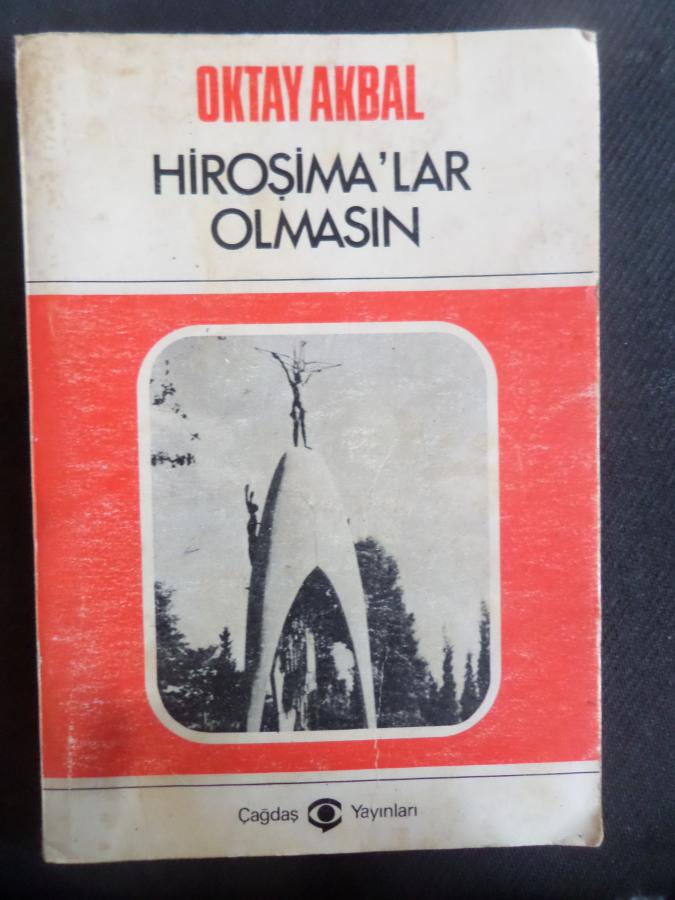 OKTAY AKBAL
HİROŞİMA'LAR
OLMASIN
Çağdaş Yayınları